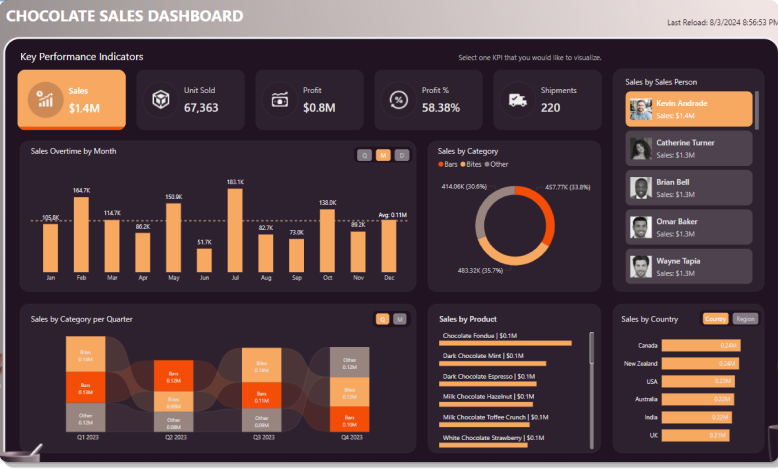 CHOCOLATE SALES DASHBOARD
Last Reload: 8/3/2024 8:56:53 PM
Key Performance Indicators
Select one KPI that you would like to visualize.
Sales
$1.4M
Unit Sold
67,363
Profit
$0.8M
Profit %
58.38%
Shipments
220
Sales by Sales Person
Kevin Andrade
Sales: $1.4M
Catherine Turner
Sales: $1.3M
Brian Bell
Sales: $1.3M
Omar Baker
Sales: $1.3M
Wayne Tapia
Sales: $1.3M
Sales Overtime by Month
Q M D
105.8K
164.7K
114.7K
86.2K
150.9K
51.7K
183.1K
82.7K
73.0K
138.0K
89.2K
Avg: 0.11M
Jan Feb Mar Apr May Jun Jul Aug Sep Oct Nov Dec
Sales by Category
Bars Bites Other
414.06K (30.6%)
457.77K (33.8%)
483.32K (35.7%)
Sales by Category per Quarter
Q M
Bites
0.14M
Bars
0.13M
Other
0.12M
Q1 2023
Bars
0.12M
Bites
Other
0.08M
Q2 2023
Bites
0.14M
Bars
0.11M
Other
0.08M
Q3 2023
Other
0.12M
Bites
0.12M
Bars
0.10M
Q4 2023
Sales by Product
Chocolate Fondue | $0.1M
Dark Chocolate Mint | $0.1M
Dark Chocolate Espresso | $0.1M
Milk Chocolate Hazelnut | $0.1M
Milk Chocolate Toffee Crunch | $0.1M
White Chocolate Strawberry | $0.1M
Sales by Country
Country Region
Canada 0.24M
New Zealand 0.24M
USA 0.23M
Australia 0.22M
India 0.22M
UK 0.21M